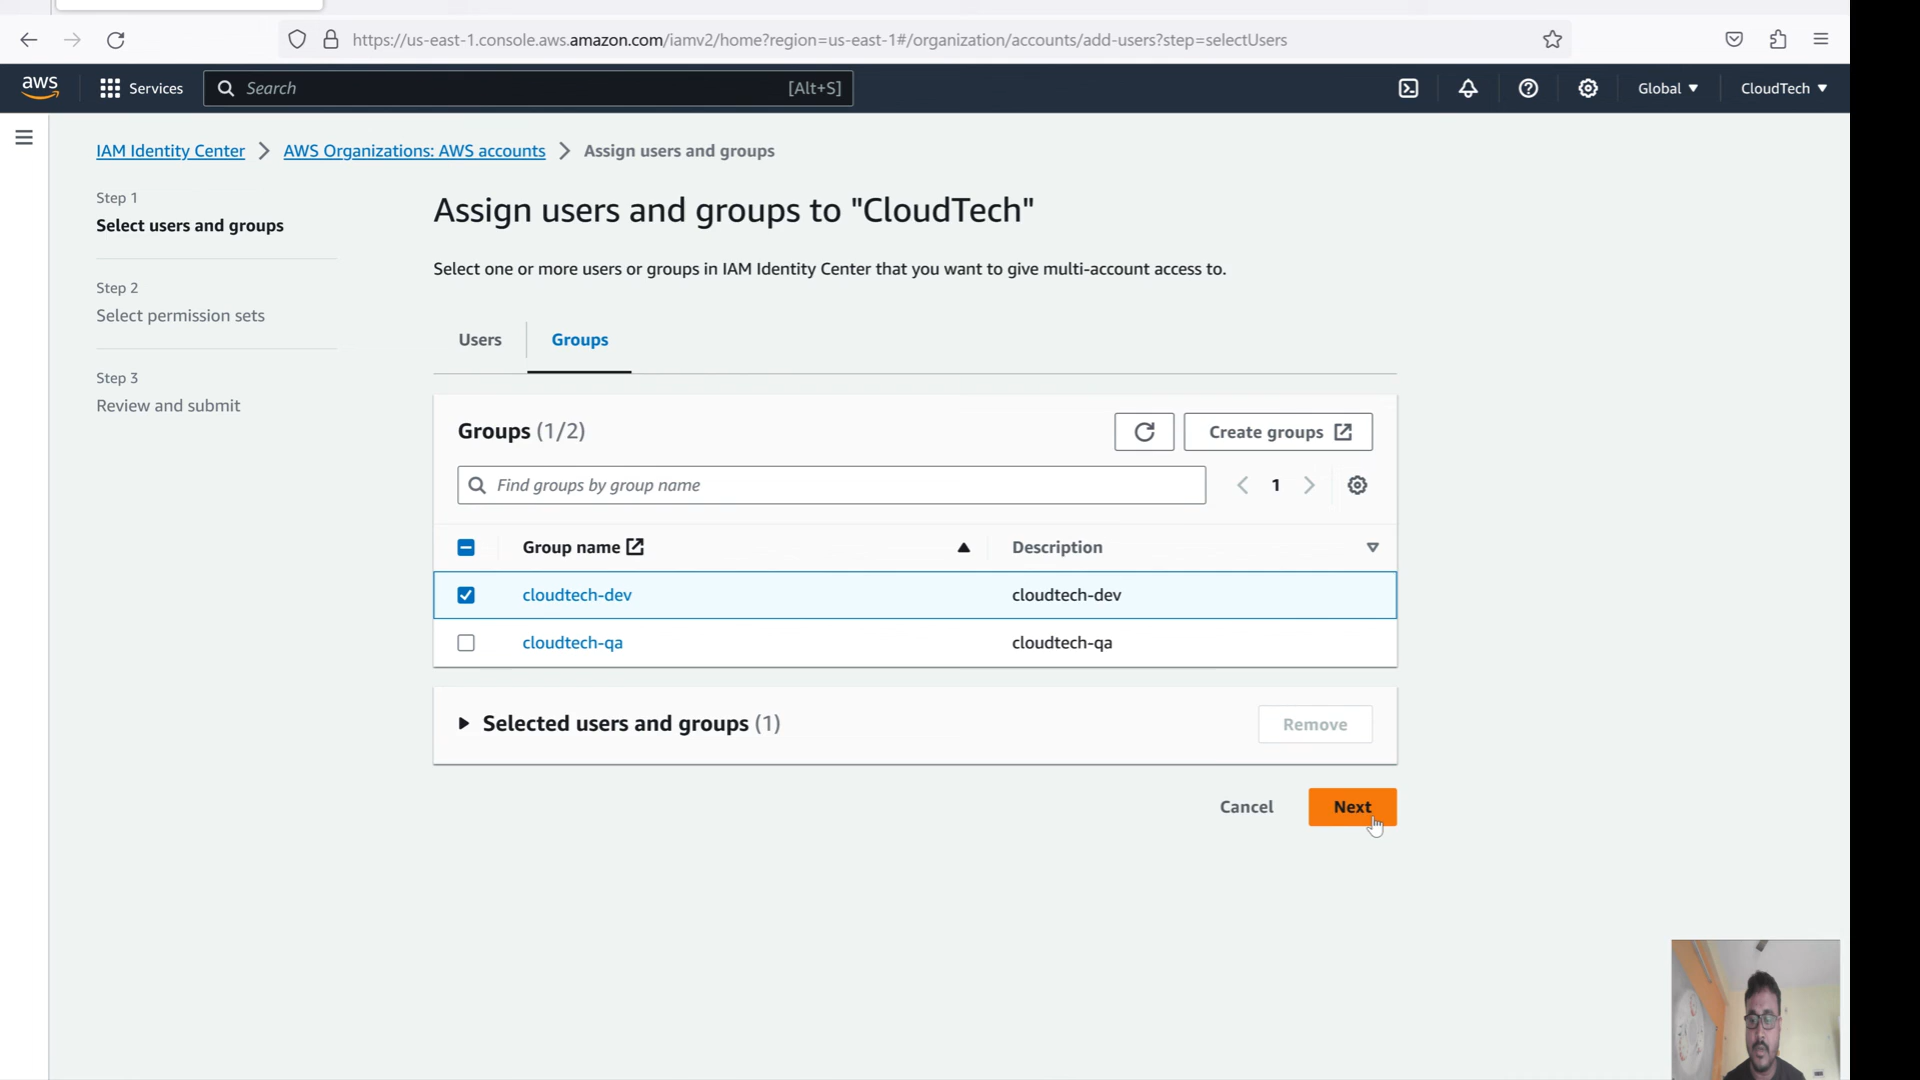 https://us-east-1.console.aws.amazon.com/iamv2/home?region=us-east-1#/organization/accounts/add-users?step=selectUsers
aws
Services
Search
[Alt+S]
Global
CloudTech
IAM Identity Center
AWS Organizations: AWS accounts
Assign users and groups
Step 1
Select users and groups
Step 2
Select permission sets
Step 3
Review and submit
Assign users and groups to "CloudTech"
Select one or more users or groups in IAM Identity Center that you want to give multi-account access to.
Users
Groups
Groups (1/2)
Create groups
Find groups by group name
1
Group name
Description
cloudtech-dev
cloudtech-dev
cloudtech-qa
cloudtech-qa
Selected users and groups (1)
Remove
Cancel
Next